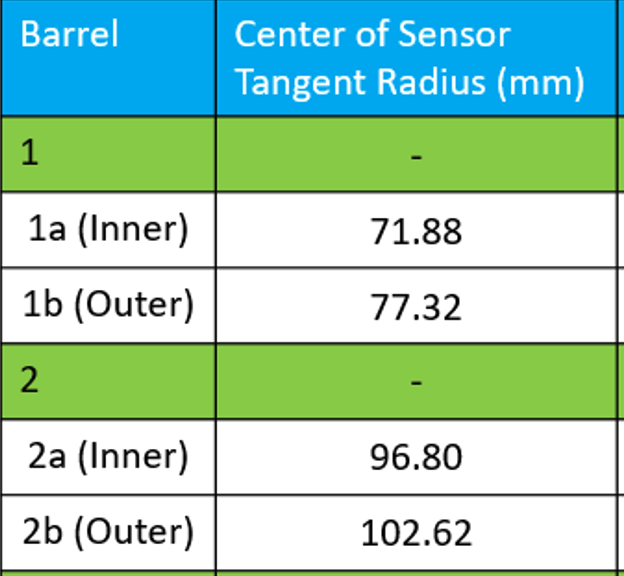 Barrel Center of Sensor
Tangent Radius (mm)
1 -
1a (Inner) 71.88
1b (Outer) 77.32
2 -
2a (Inner) 96.80
2b (Outer) 102.62